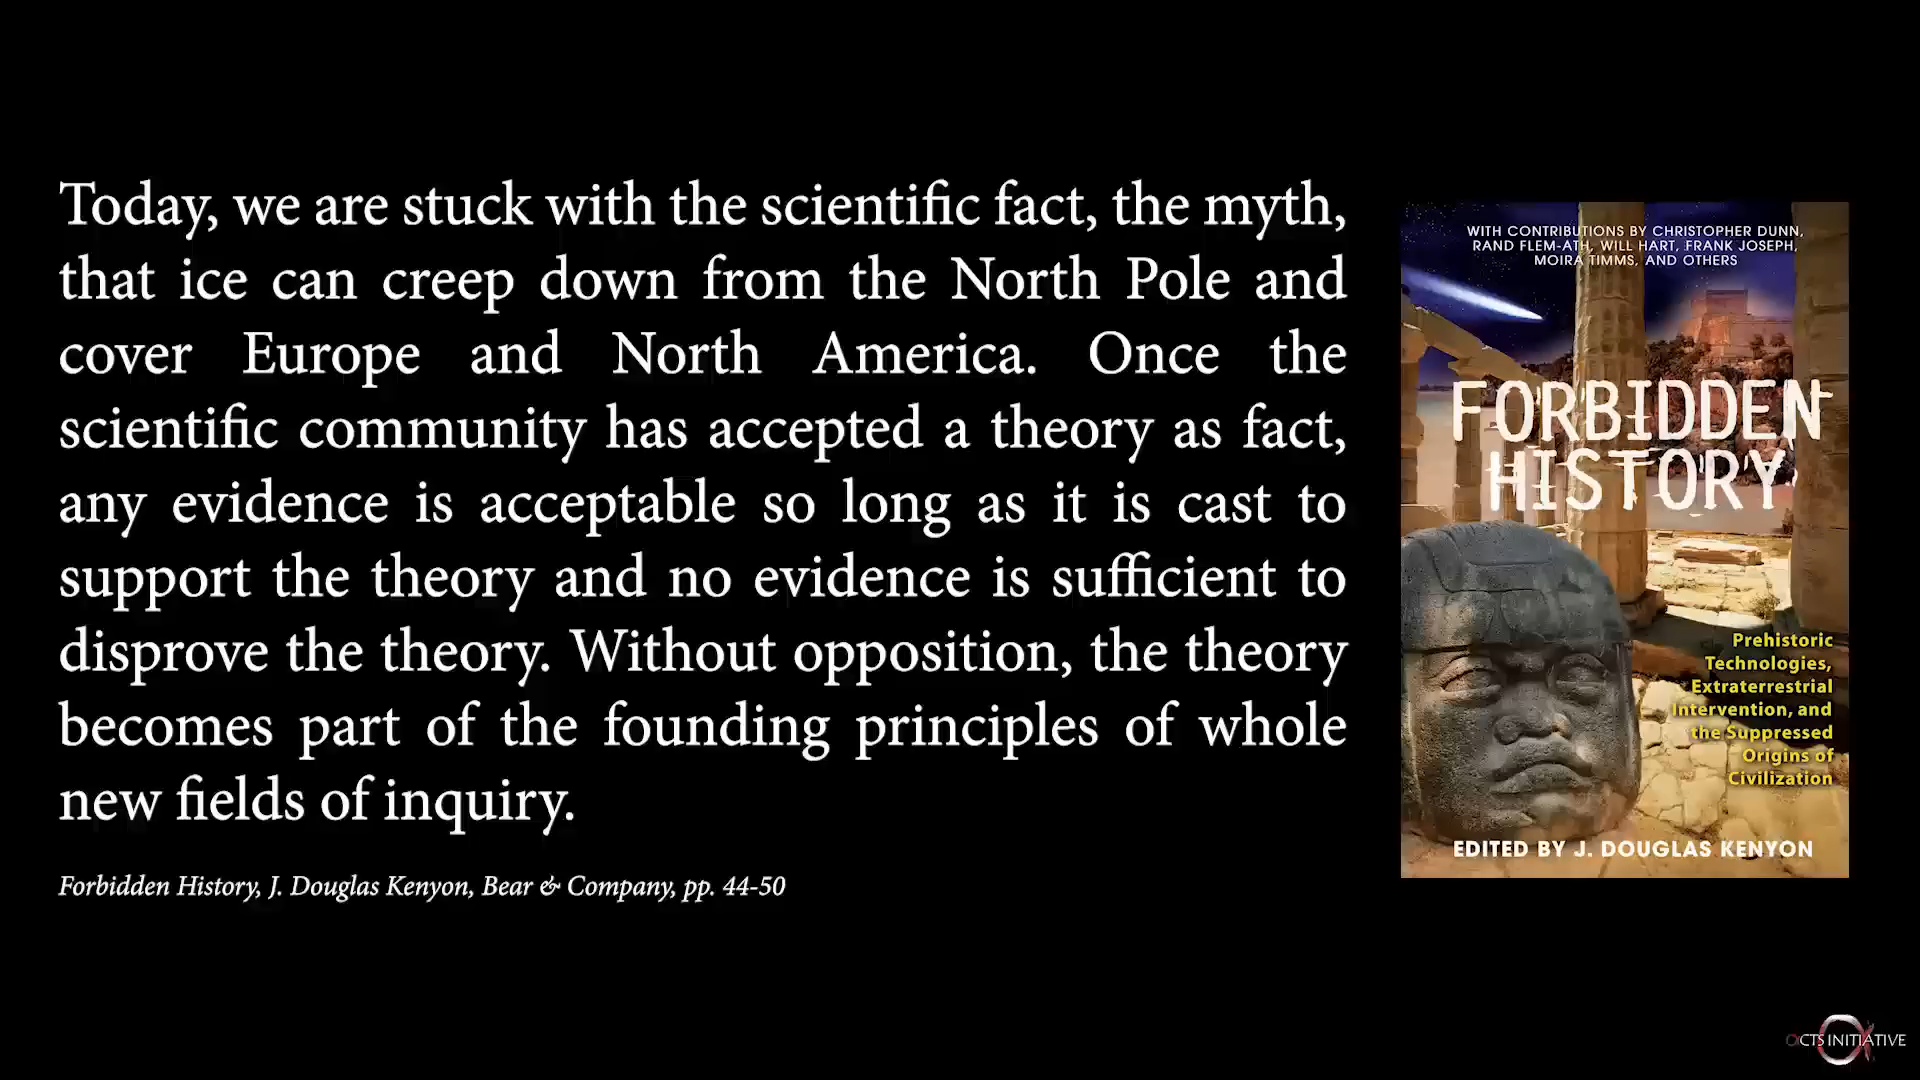 Today, we are stuck with the scientific fact, the myth,
that ice can creep down from the North Pole and
cover Europe and North America. Once the
scientific community has accepted a theory as fact,
any evidence is acceptable so long as it is cast to
support the theory and no evidence is sufficient to
disprove the theory. Without opposition, the theory
becomes part of the founding principles of whole
new fields of inquiry.
Forbidden History, J. Douglas Kenyon, Bear & Company, pp. 44-50
WITH CONTRIBUTIONS BY CHRISTOPHER DUNN,
RAND FLEM-ATH, WILL HART, FRANK JOSEPH,
MOIRA TIMMS, AND OTHERS
FORBIDDEN
HISTORY
Prehistoric
Technologies,
Extraterrestrial
Intervention, and
the Suppressed
Origins of
Civilization
EDITED BY J. DOUGLAS KENYON
OCTS INITIATIVE